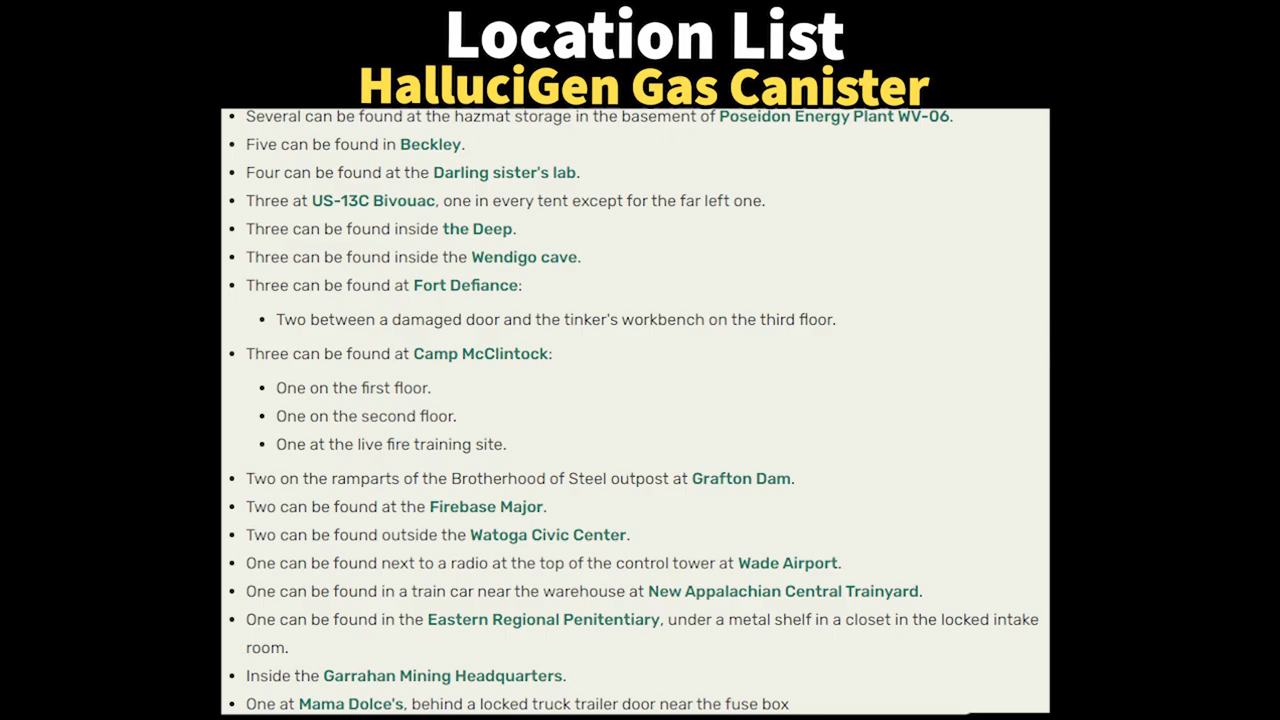 Location List
HalluciGen Gas Canister
• Several can be found at the hazmat storage in the basement of Poseidon Energy Plant WV-06.
• Five can be found in Beckley.
• Four can be found at the Darling sister's lab.
• Three at US-13C Bivouac, one in every tent except for the far left one.
• Three can be found inside the Deep.
• Three can be found inside the Wendigo cave.
• Three can be found at Fort Defiance:
• Two between a damaged door and the tinker's workbench on the third floor.
• Three can be found at Camp McClintock:
• One on the first floor.
• One on the second floor.
• One at the live fire training site.
• Two on the ramparts of the Brotherhood of Steel outpost at Grafton Dam.
• Two can be found at the Firebase Major.
• Two can be found outside the Watoga Civic Center.
• One can be found next to a radio at the top of the control tower at Wade Airport.
• One can be found in a train car near the warehouse at New Appalachian Central Trainyard.
• One can be found in the Eastern Regional Penitentiary, under a metal shelf in a closet in the locked intake
room.
• Inside the Garrahan Mining Headquarters.
• One at Mama Dolce's, behind a locked truck trailer door near the fuse box